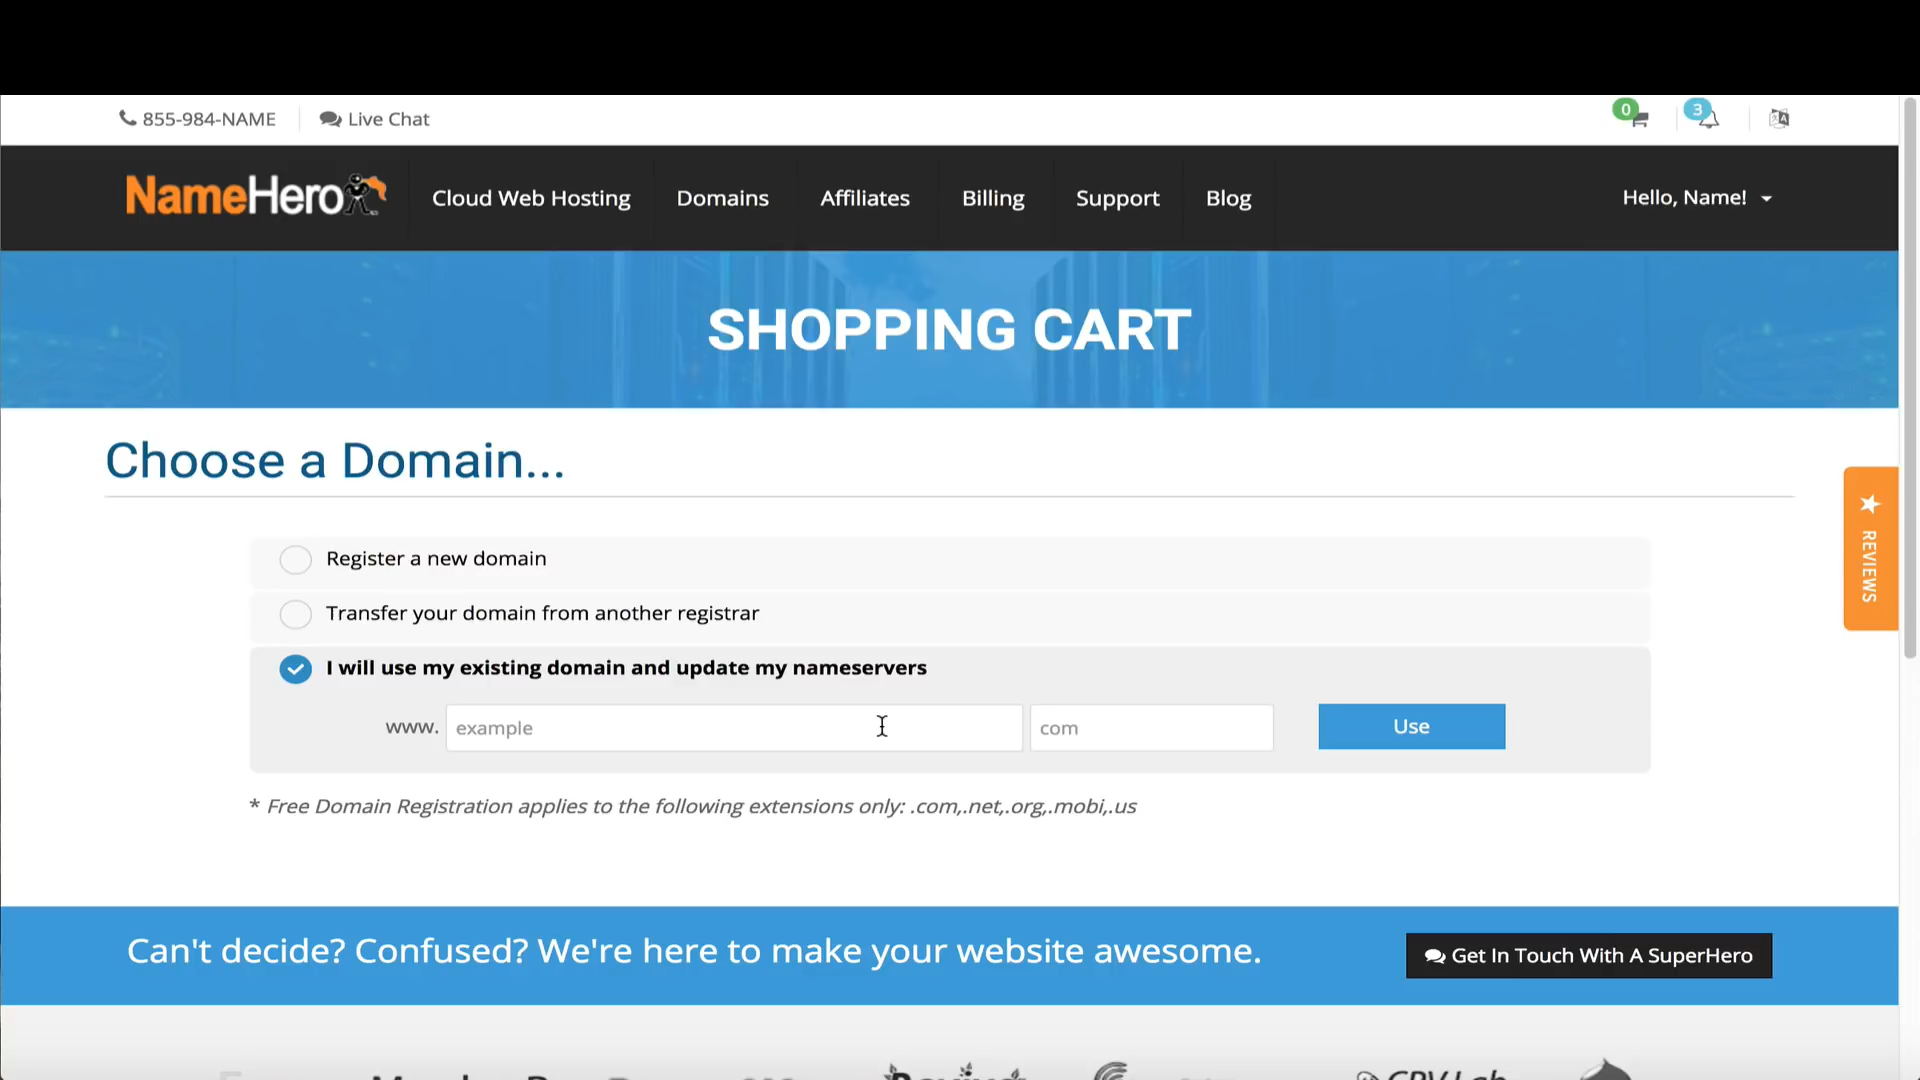 855-984-NAME
Live Chat
0
3
NameHero
Cloud Web Hosting
Domains
Affiliates
Billing
Support
Blog
Hello, Name!
SHOPPING CART
Choose a Domain...
REVIEWS
Register a new domain
Transfer your domain from another registrar
I will use my existing domain and update my nameservers
www.
example
com
Use
* Free Domain Registration applies to the following extensions only: .com,.net,.org,.mobi,.us
Can't decide? Confused? We're here to make your website awesome.
Get In Touch With A SuperHero